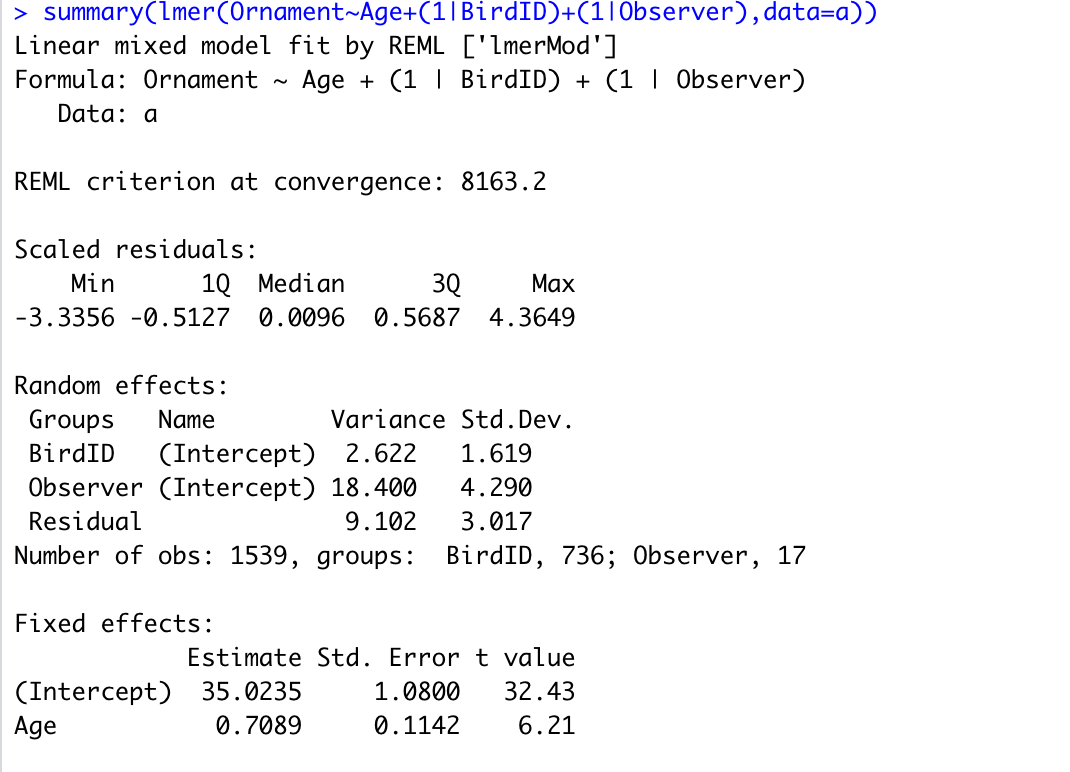 > summary(lmer(Ornament~Age+(1|BirdID)+(1|Observer),data=a))
Linear mixed model fit by REML ['lmerMod']
Formula: Ornament ~ Age + (1 | BirdID) + (1 | Observer)
   Data: a

REML criterion at convergence: 8163.2

Scaled residuals:
    Min      1Q  Median      3Q     Max
-3.3356 -0.5127  0.0096  0.5687  4.3649

Random effects:
 Groups   Name        Variance Std.Dev.
 BirdID   (Intercept)  2.622   1.619
 Observer (Intercept) 18.400   4.290
 Residual              9.102   3.017
Number of obs: 1539, groups:  BirdID, 736; Observer, 17

Fixed effects:
            Estimate Std. Error t value
(Intercept)  35.0235     1.0800   32.43
Age           0.7089     0.1142    6.21